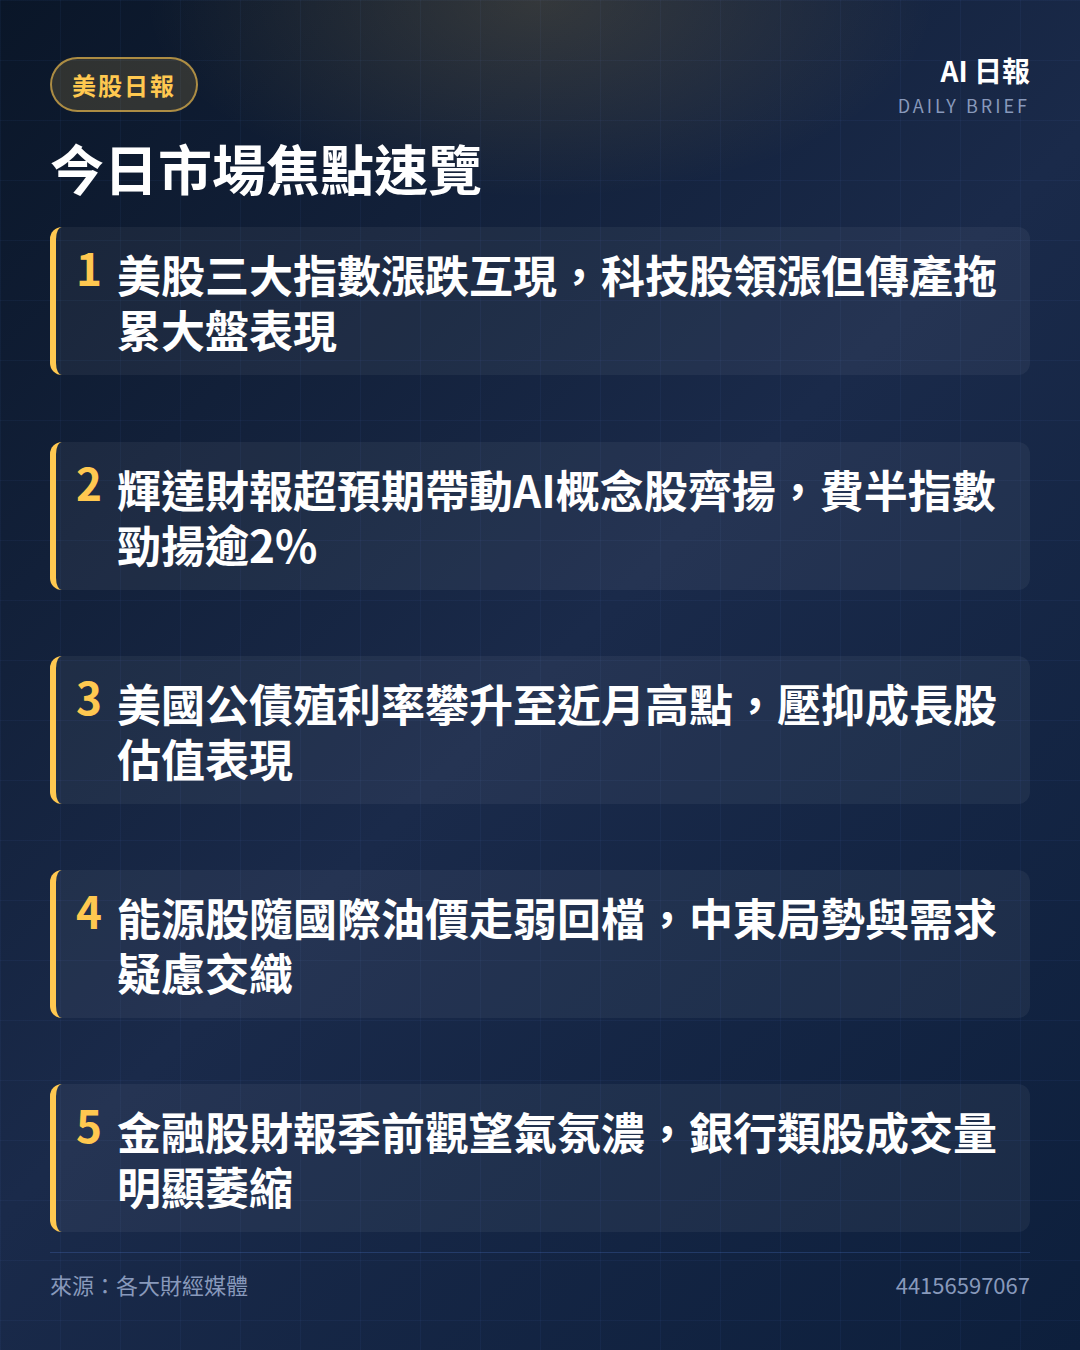 美股日報
AI 日報
DAILY BRIEF
今日市場焦點速覽
1 美股三大指數漲跌互現，科技股領漲但傳產拖
累大盤表現
2 輝達財報超預期帶動AI概念股齊揚，費半指數
勁揚逾2%
3 美國公債殖利率攀升至近月高點，壓抑成長股
估值表現
4 能源股隨國際油價走弱回檔，中東局勢與需求
疑慮交織
5 金融股財報季前觀望氣氛濃，銀行類股成交量
明顯萎縮
來源：各大財經媒體
44156597067